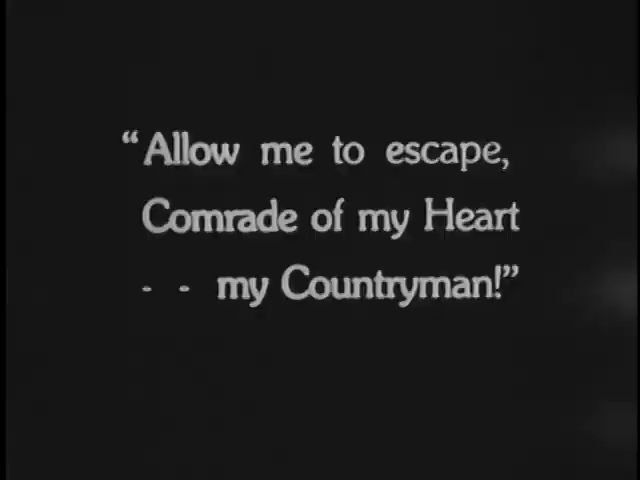 “Allow me to escape,
Comrade of my Heart
- - my Countryman!”